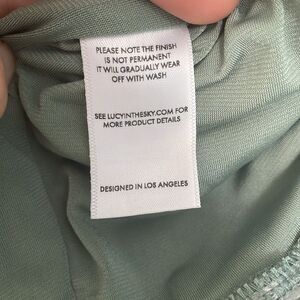 PLEASE NOTE THE FINISH
IS NOT PERMANENT
IT WILL GRADUALLY WEAR
OFF WITH WASH
SEE LUCYINTHESKY.COM FOR
MORE PRODUCT DETAILS
DESIGNED IN LOS ANGELES